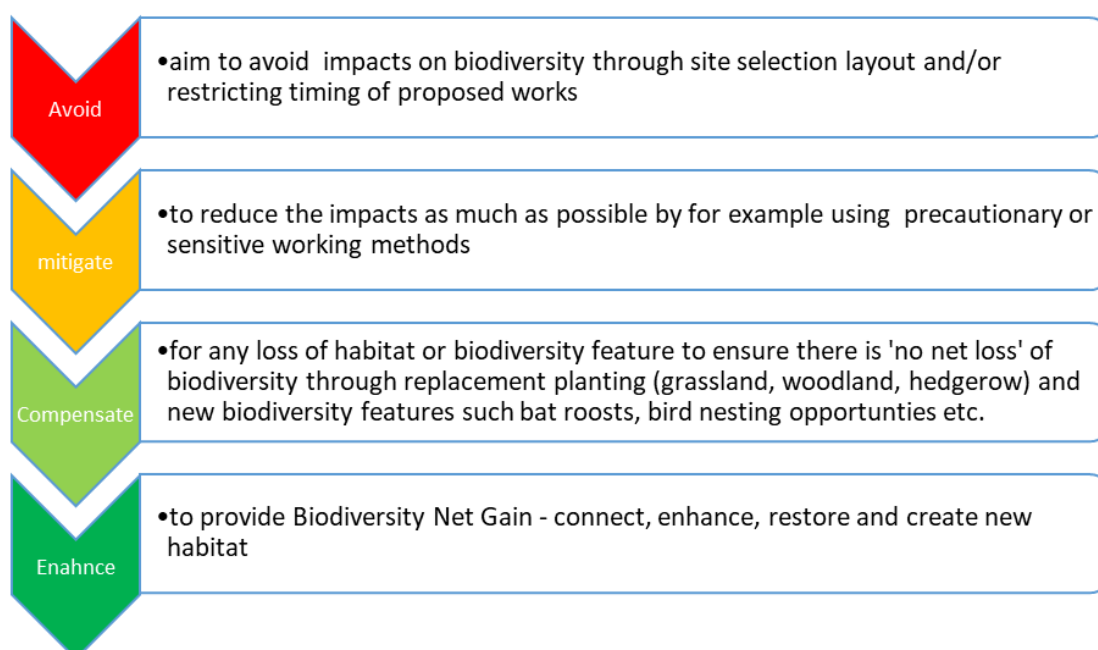 Avoid
•aim to avoid  impacts on biodiversity through site selection layout and/or
restricting timing of proposed works
mitigate
•to reduce the impacts as much as possible by for example using  precautionary or
sensitive working methods
Compensate
•for any loss of habitat or biodiversity feature to ensure there is 'no net loss' of
biodiversity through replacement planting (grassland, woodland, hedgerow) and
new biodiversity features such bat roosts, bird nesting opportunties etc.
Enahnce
•to provide Biodiversity Net Gain - connect, enhance, restore and create new
habitat